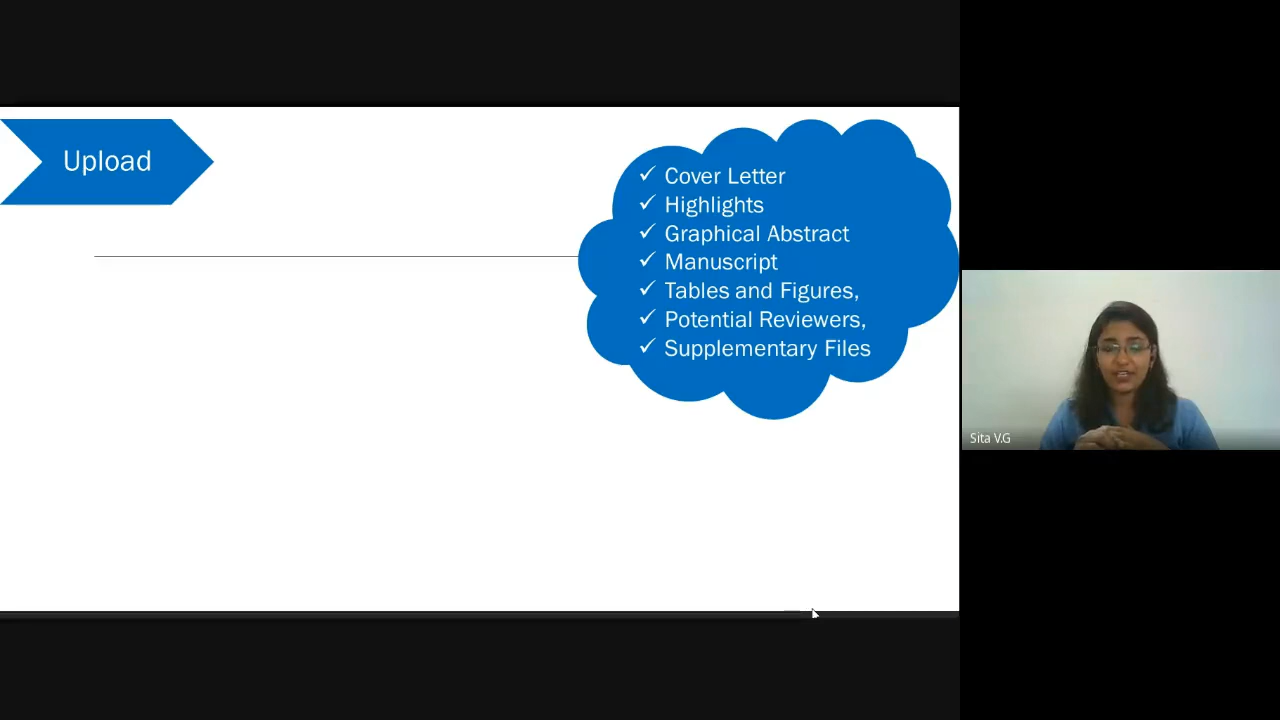 Upload
✓ Cover Letter
✓ Highlights
✓ Graphical Abstract
✓ Manuscript
✓ Tables and Figures,
✓ Potential Reviewers,
✓ Supplementary Files
Sita V.G